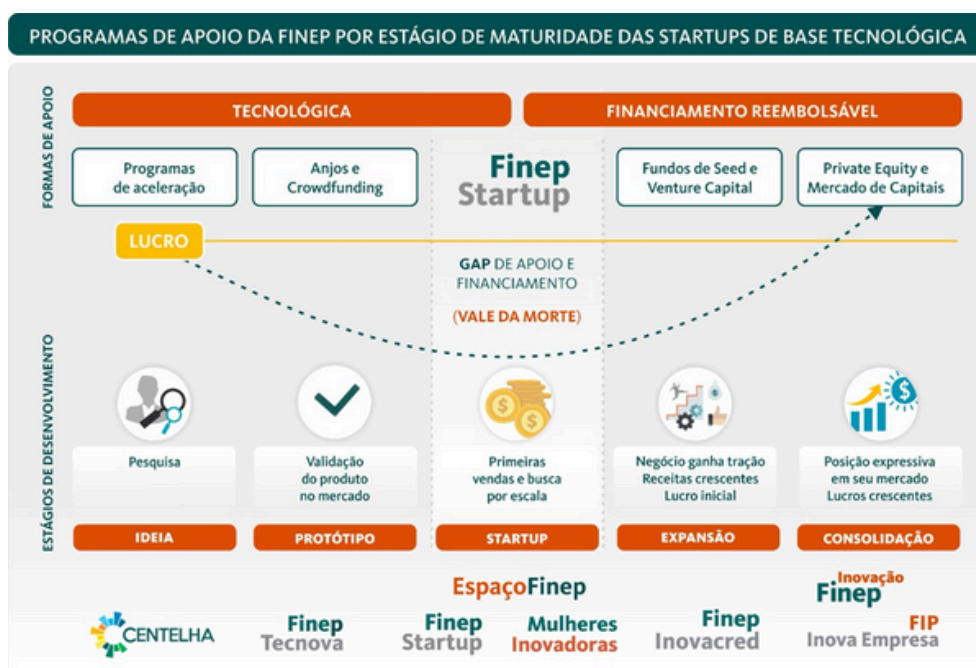 PROGRAMAS DE APOIO DA FINEP POR ESTÁGIO DE MATURIDADE DAS STARTUPS DE BASE TECNOLÓGICA
FORMAS DE APOIO
TECNOLÓGICA
FINANCIAMENTO REEMBOLSÁVEL
Programas
de aceleração
Anjos e
Crowdfunding
Finep
Startup
Fundos de Seed e
Venture Capital
Private Equity e
Mercado de Capitais
LUCRO
GAP DE APOIO E
FINANCIAMENTO
(VALE DA MORTE)
ESTÁGIOS DE DESENVOLVIMENTO
Pesquisa
Validação
do produto
no mercado
Primeiras
vendas e busca
por escala
Negócio ganha tração
Receitas crescentes
Lucro inicial
Posição expressiva
em seu mercado
Lucros crescentes
IDEIA
PROTÓTIPO
STARTUP
EXPANSÃO
CONSOLIDAÇÃO
CENTELHA
Finep
Tecnova
EspaçoFinep
Finep
Startup
Mulheres
Inovadoras
Finep
Inovacred
Inovação
Finep
FIP
Inova Empresa